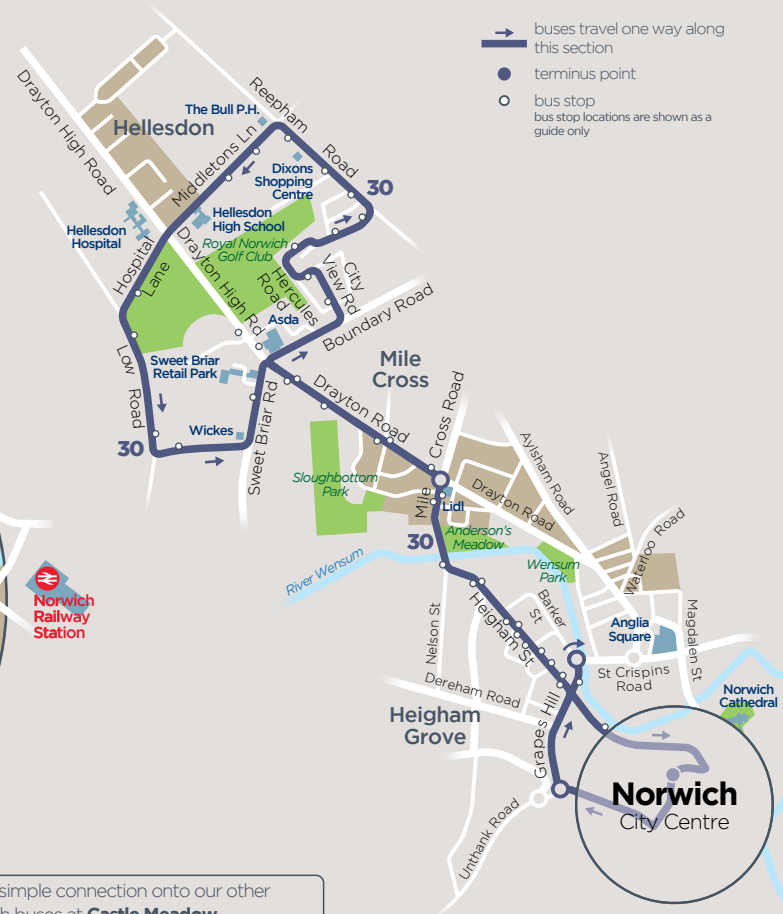 buses travel one way along
this section
terminus point
bus stop
bus stop locations are shown as a
guide only
Drayton High Road
Hellesdon
The Bull P.H.
Reepham
Road
Middletons Ln
Dixons
Shopping
Centre
30
Hellesdon
High School
Hellesdon
Hospital
Royal Norwich
Golf Club
Hospital
Lane
Drayton High Rd
Hercules
Road
City
View Rd
Asda
Boundary Road
Low
Road
Sweet Briar
Retail Park
Mile
Cross
Wickes
30
Sweet Briar Rd
Drayton Road
Mile
Cross Road
Sloughbottom
Park
Lidl
Drayton Road
Aylsham Road
Angel Road
Anderson's
Meadow
30
River Wensum
Wensum
Park
Waterloo Road
Norwich
Railway
Station
Nelson St
Heigham St
Barker
St
Anglia
Square
Magdalen St
St Crispins
Road
Dereham Road
Norwich
Cathedral
Heigham
Grove
Grapes Hill
Norwich
City Centre
Unthank Road
simple connection onto our other
buses at Castle Meadow